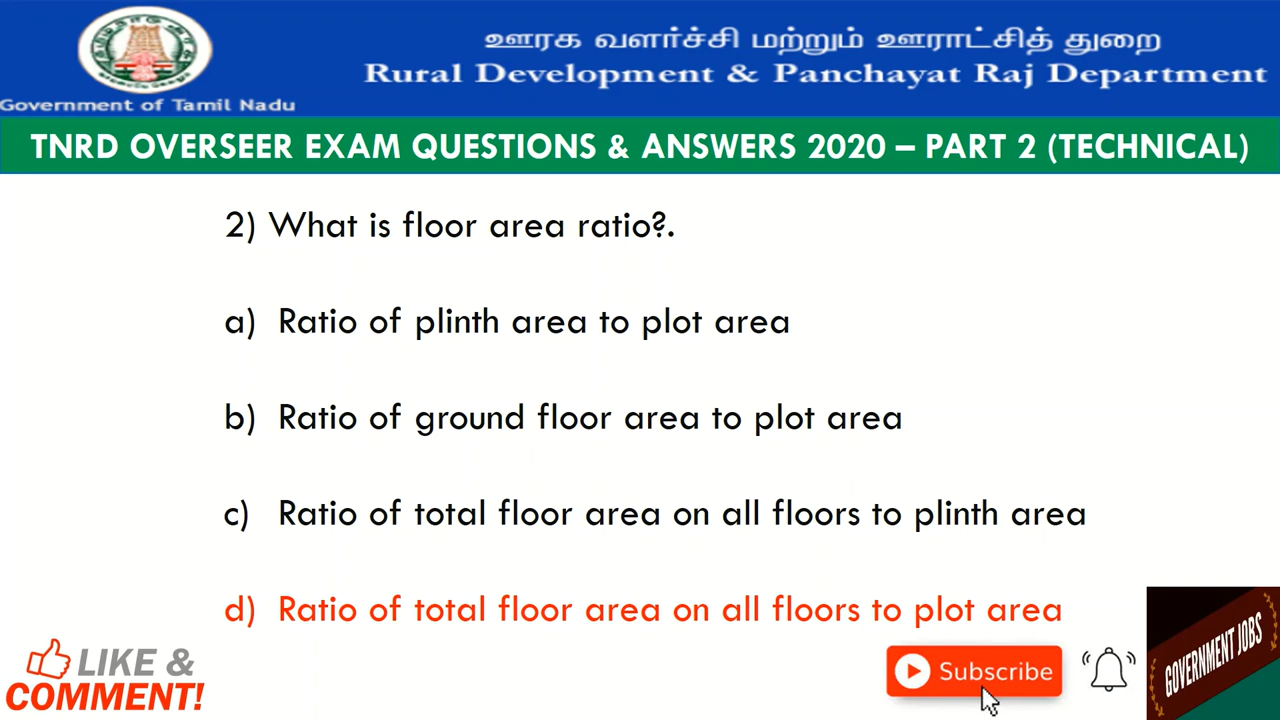 ஊரக வளர்ச்சி மற்றும் ஊராட்சித் துறை
Rural Development & Panchayat Raj Department
Government of Tamil Nadu
TNRD OVERSEER EXAM QUESTIONS & ANSWERS 2020 – PART 2 (TECHNICAL)
2) What is floor area ratio?.
a) Ratio of plinth area to plot area
b) Ratio of ground floor area to plot area
c) Ratio of total floor area on all floors to plinth area
d) Ratio of total floor area on all floors to plot area
LIKE &
COMMENT!
Subscribe
GOVERNMENT JOBS